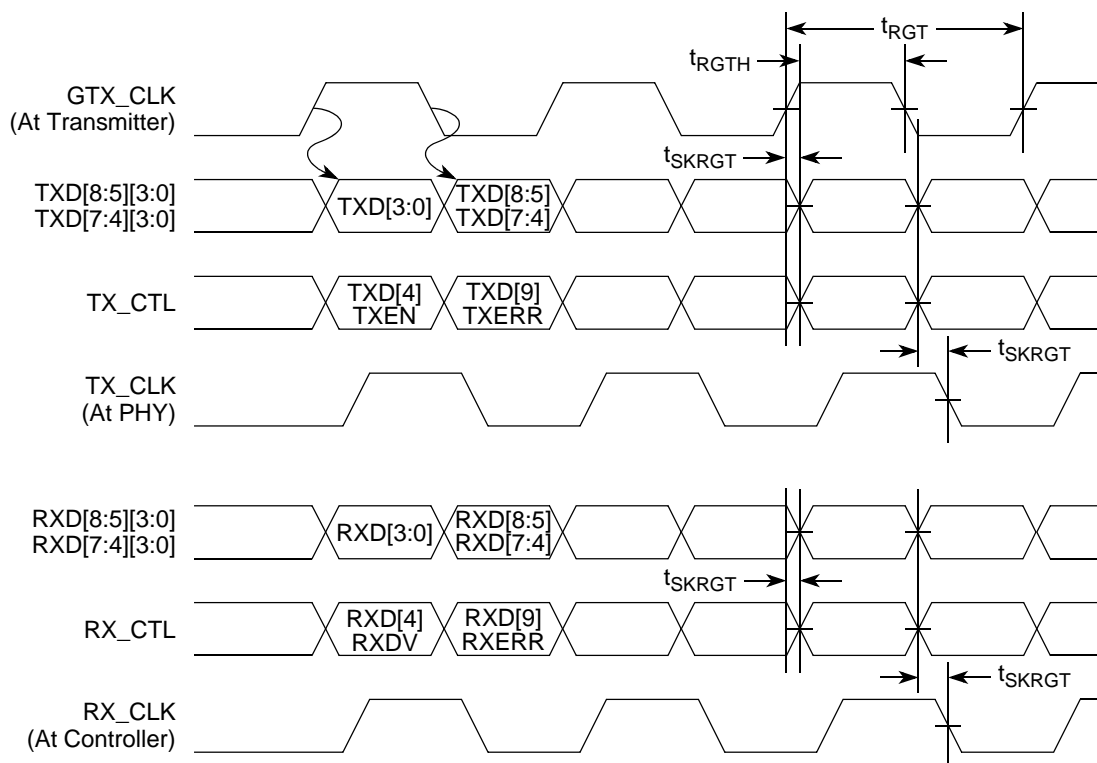 tRGT
tRGTH
GTX_CLK
(At Transmitter)
tSKRGT
TXD[8:5][3:0]
TXD[7:4][3:0]
TXD[3:0]
TXD[8:5]
TXD[7:4]
TX_CTL
TXD[4]
TXEN
TXD[9]
TXERR
tSKRGT
TX_CLK
(At PHY)
RXD[8:5][3:0]
RXD[7:4][3:0]
RXD[3:0]
RXD[8:5]
RXD[7:4]
tSKRGT
RX_CTL
RXD[4]
RXDV
RXD[9]
RXERR
tSKRGT
RX_CLK
(At Controller)